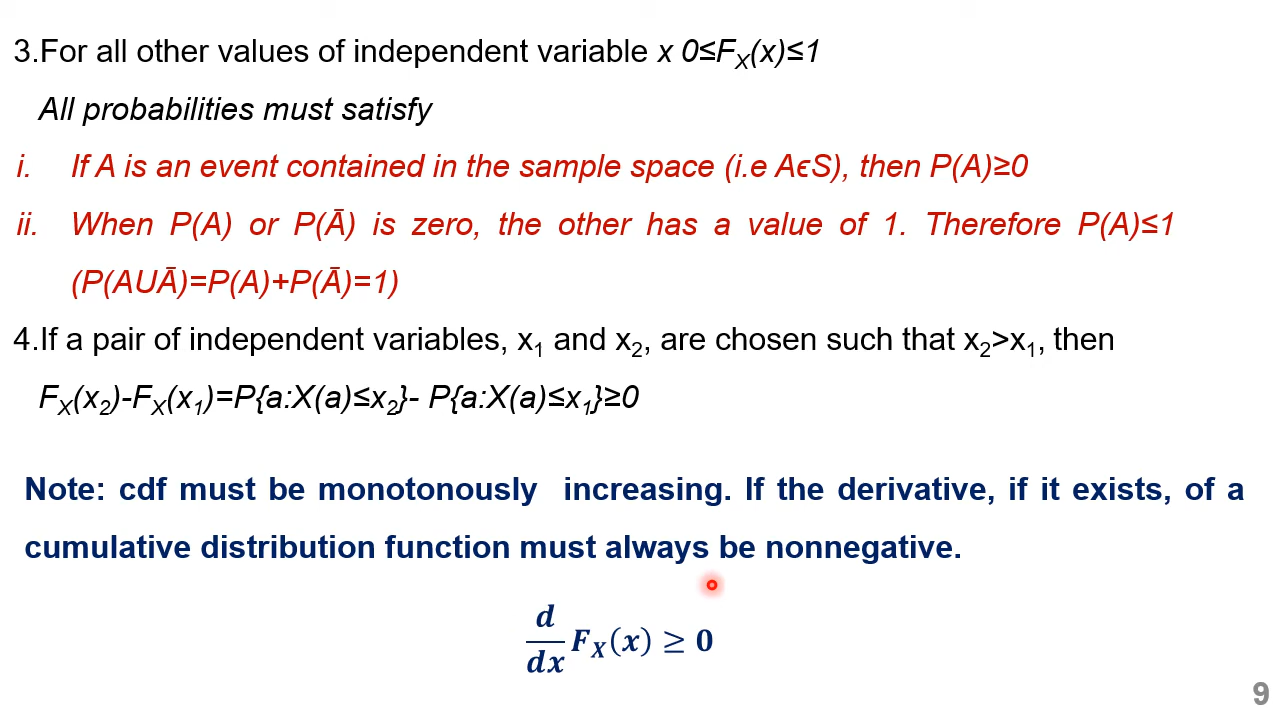 3.For all other values of independent variable x 0≤F_X(x)≤1
All probabilities must satisfy
i. If A is an event contained in the sample space (i.e AϵS), then P(A)≥0
ii. When P(A) or P(Ā) is zero, the other has a value of 1. Therefore P(A)≤1
(P(AUĀ)=P(A)+P(Ā)=1)
4.If a pair of independent variables, x₁ and x₂, are chosen such that x₂>x₁, then
F_X(x₂)-F_X(x₁)=P{a:X(a)≤x₂}- P{a:X(a)≤x₁}≥0
Note: cdf must be monotonously increasing. If the derivative, if it exists, of a
cumulative distribution function must always be nonnegative.
d/dx F_X(x) ≥ 0
9